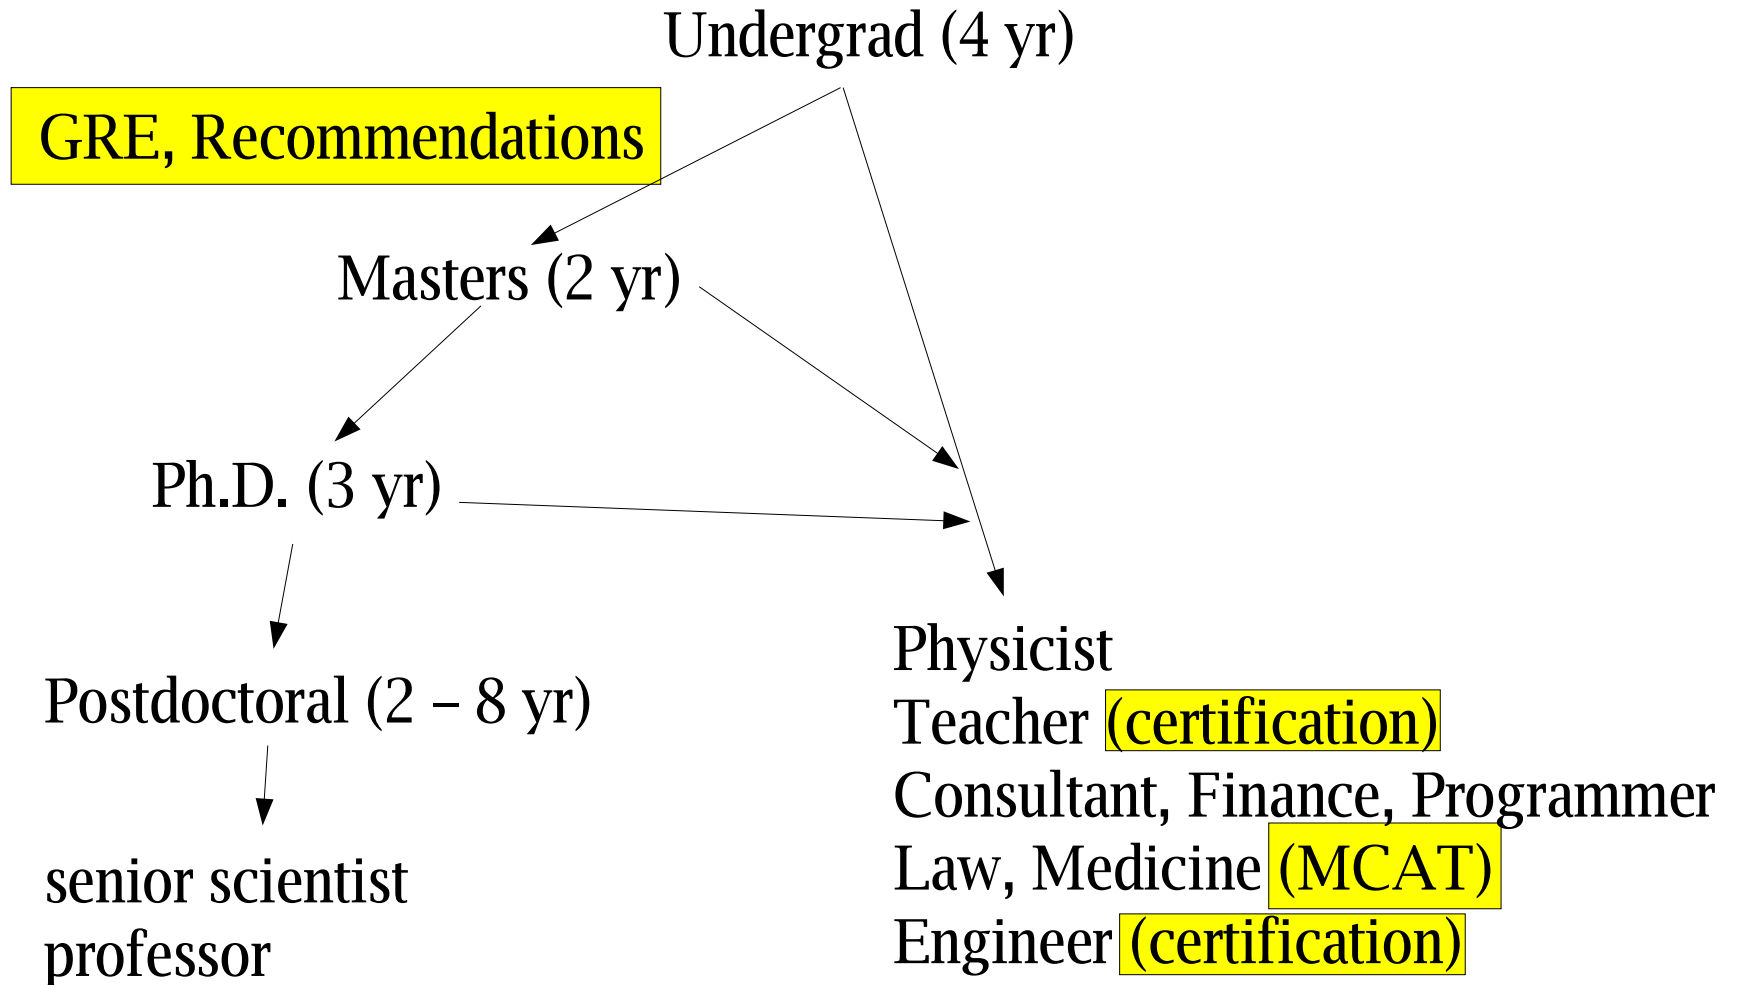 Undergrad (4 yr)
GRE, Recommendations
Masters (2 yr)
Ph.D. (3 yr)
Postdoctoral (2 – 8 yr)
senior scientist
professor
Physicist
Teacher (certification)
Consultant, Finance, Programmer
Law, Medicine (MCAT)
Engineer (certification)